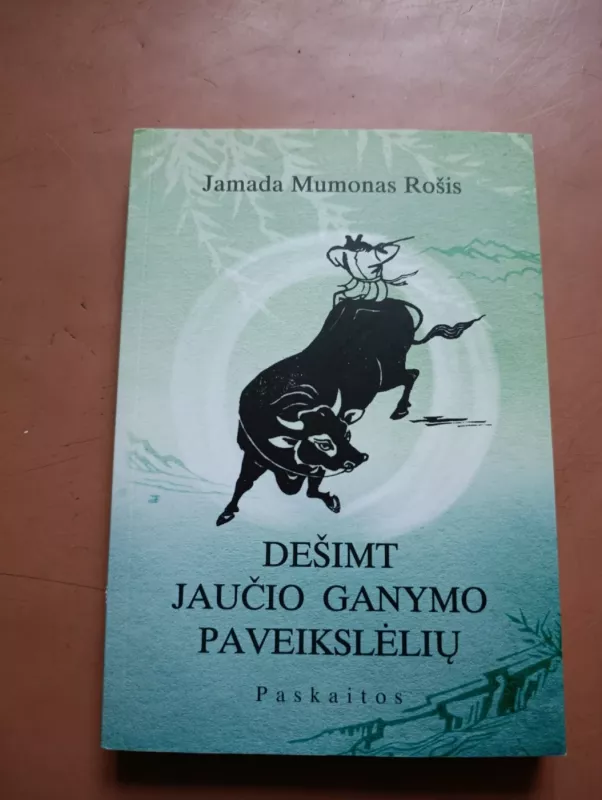 Jamada Mumonas Rošis
DEŠIMT
JAUČIO GANYMO
PAVEIKSLĖLIŲ
Paskaitos